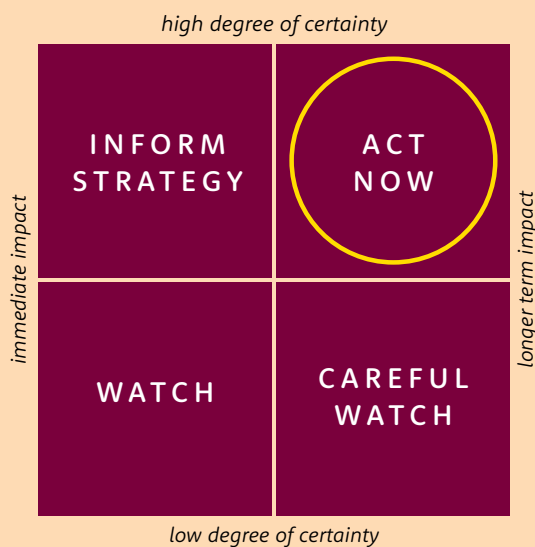 high degree of certainty
INFORM
STRATEGY
ACT
NOW
immediate impact
longer term impact
WATCH
CAREFUL
WATCH
low degree of certainty